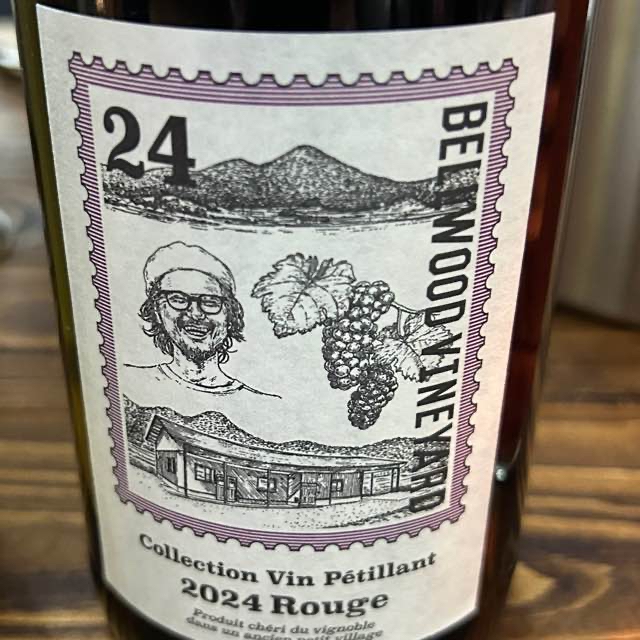 24
BELLWOOD VINEYARD
Collection Vin Pétillant
2024 Rouge
Produit chéri du vignoble
dans un ancien petit village